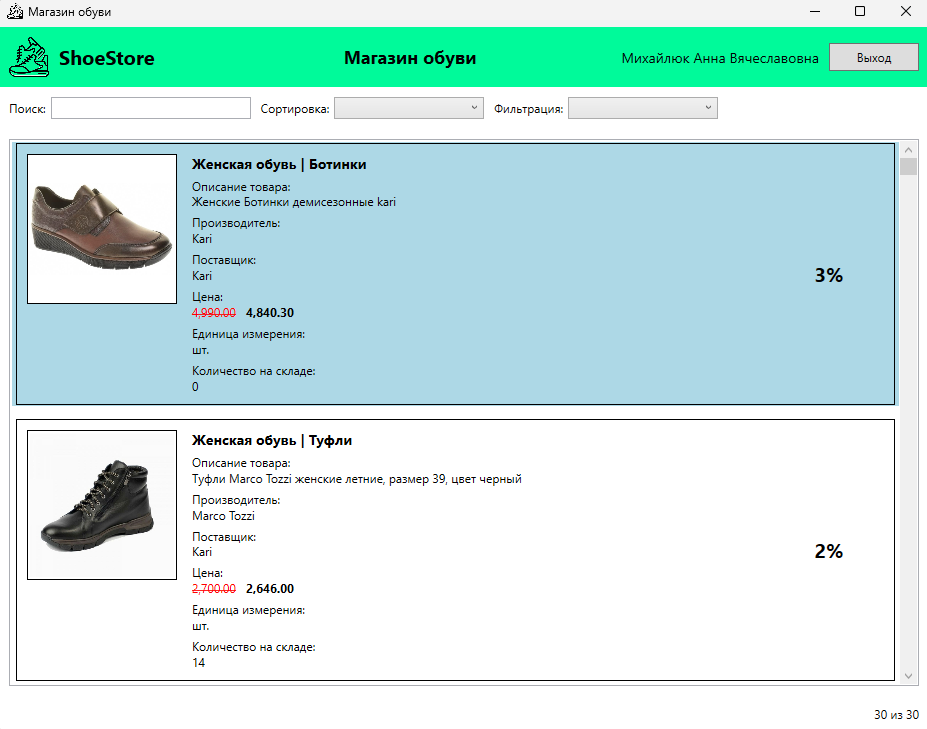 Магазин обуви
ShoeStore
Магазин обуви
Михайлюк Анна Вячеславовна
Выход
Поиск:
Сортировка:
Фильтрация:
Женская обувь | Ботинки
Описание товара:
Женские Ботинки демисезонные kari
Производитель:
Kari
Поставщик:
Kari
Цена:
4,990.00 4,840.30
Единица измерения:
шт.
Количество на складе:
0
3%
Женская обувь | Туфли
Описание товара:
Туфли Marco Tozzi женские летние, размер 39, цвет черный
Производитель:
Marco Tozzi
Поставщик:
Kari
Цена:
2,700.00 2,646.00
Единица измерения:
шт.
Количество на складе:
14
2%
30 из 30